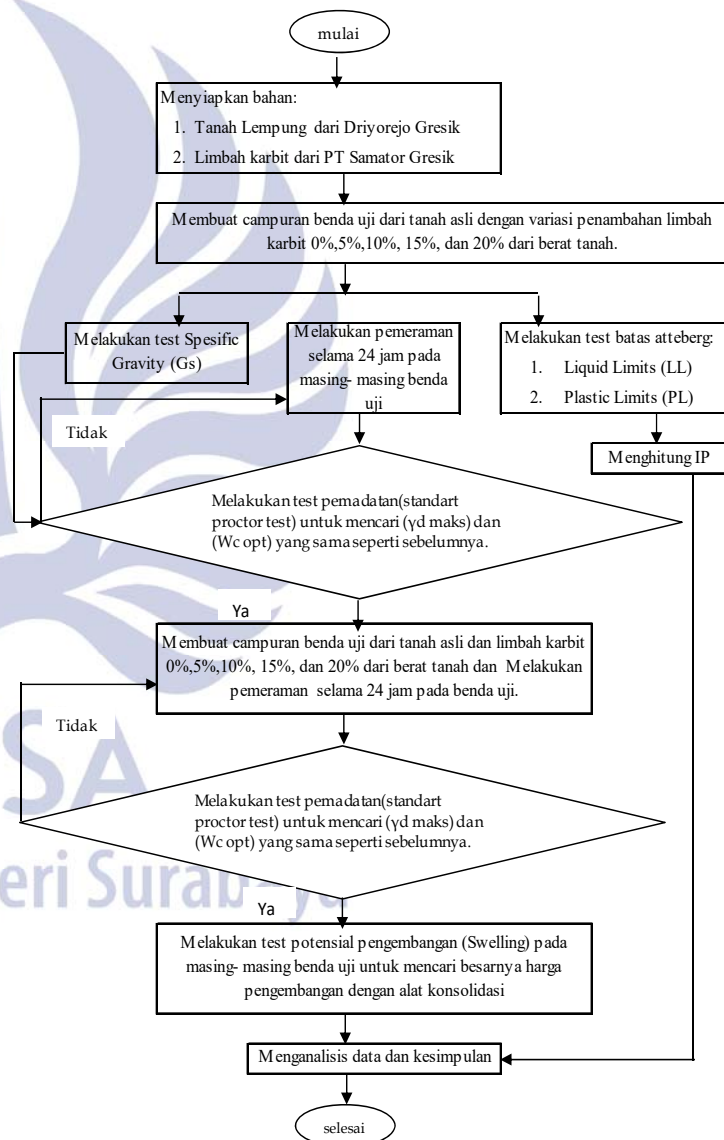 mulai
Menyiapkan bahan:
1. Tanah Lempung dari Driyorejo Gresik
2. Limbah karbit dari PT Samator Gresik
Membuat campuran benda uji dari tanah asli dengan variasi penambahan limbah
karbit 0%,5%,10%, 15%, dan 20% dari berat tanah.
Melakukan test Spesific
Gravity (Gs)
Melakukan pemeraman
selama 24 jam pada
masing- masing benda
uji
Melakukan test batas atteberg:
1. Liquid Limits (LL)
2. Plastic Limits (PL)
Tidak
Menghitung IP
Melakukan test pemadatan(standart
proctor test) untuk mencari (γd maks) dan
(Wc opt) yang sama seperti sebelumnya.
Ya
Membuat campuran benda uji dari tanah asli dan limbah karbit
0%,5%,10%, 15%, dan 20% dari berat tanah dan Melakukan
pemeraman selama 24 jam pada benda uji.
Tidak
SA
Melakukan test pemadatan(standart
proctor test) untuk mencari (γd maks) dan
(Wc opt) yang sama seperti sebelumnya.
eri Surab ya
Ya
Melakukan test potensial pengembangan (Swelling) pada
masing- masing benda uji untuk mencari besarnya harga
pengembangan dengan alat konsolidasi
Menganalisis data dan kesimpulan
selesai